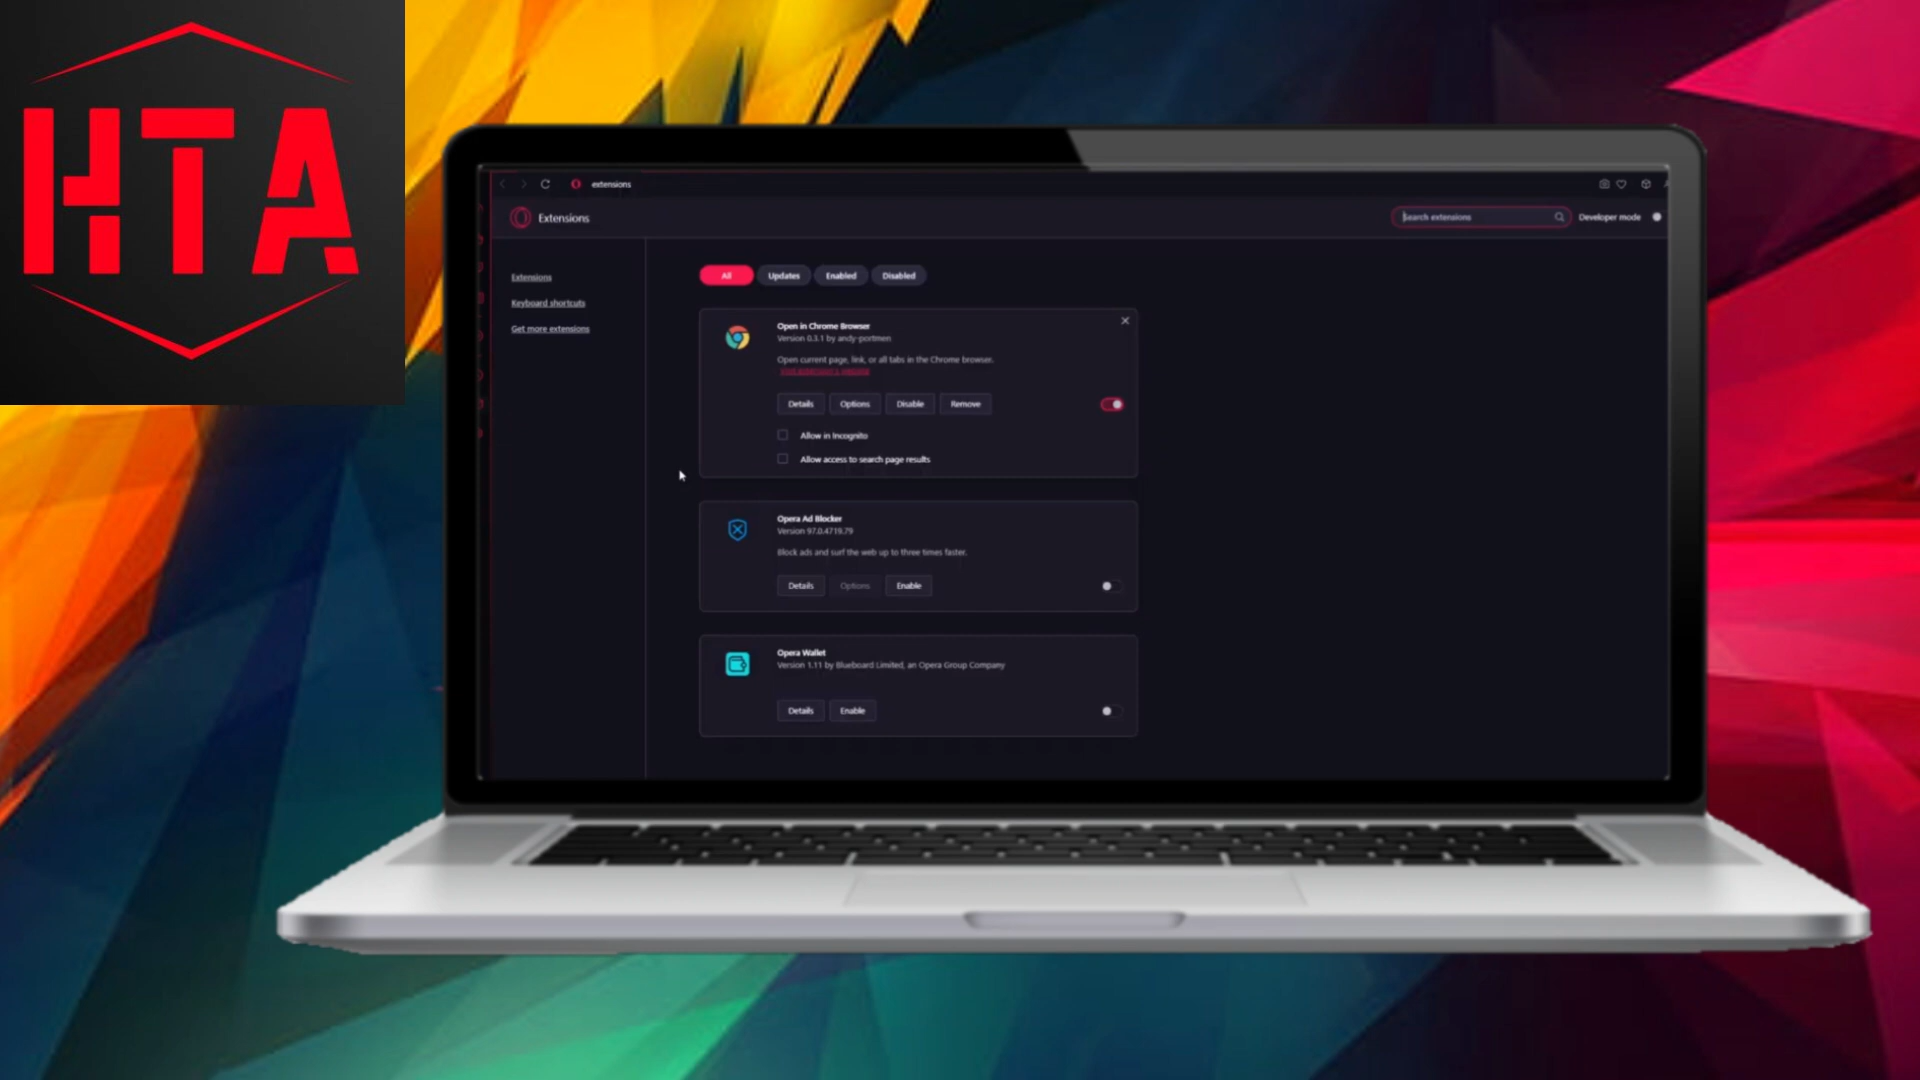 HTA
extensions
Extensions
Search extensions
Developer mode
Extensions
Keyboard shortcuts
Get more extensions
All
Updates
Enabled
Disabled
Open in Chrome Browser
Version 0.3.1 by andy-portmen
Open current page, link, or all tabs in the Chrome browser.
Details
Options
Disable
Remove
Allow in Incognito
Allow access to search page results
Opera Ad Blocker
Version 97.0.4719.79
Block ads and surf the web up to three times faster.
Details
Options
Enable
Opera Wallet
Version 1.11 by Blueboard Limited, an Opera Group Company
Details
Enable